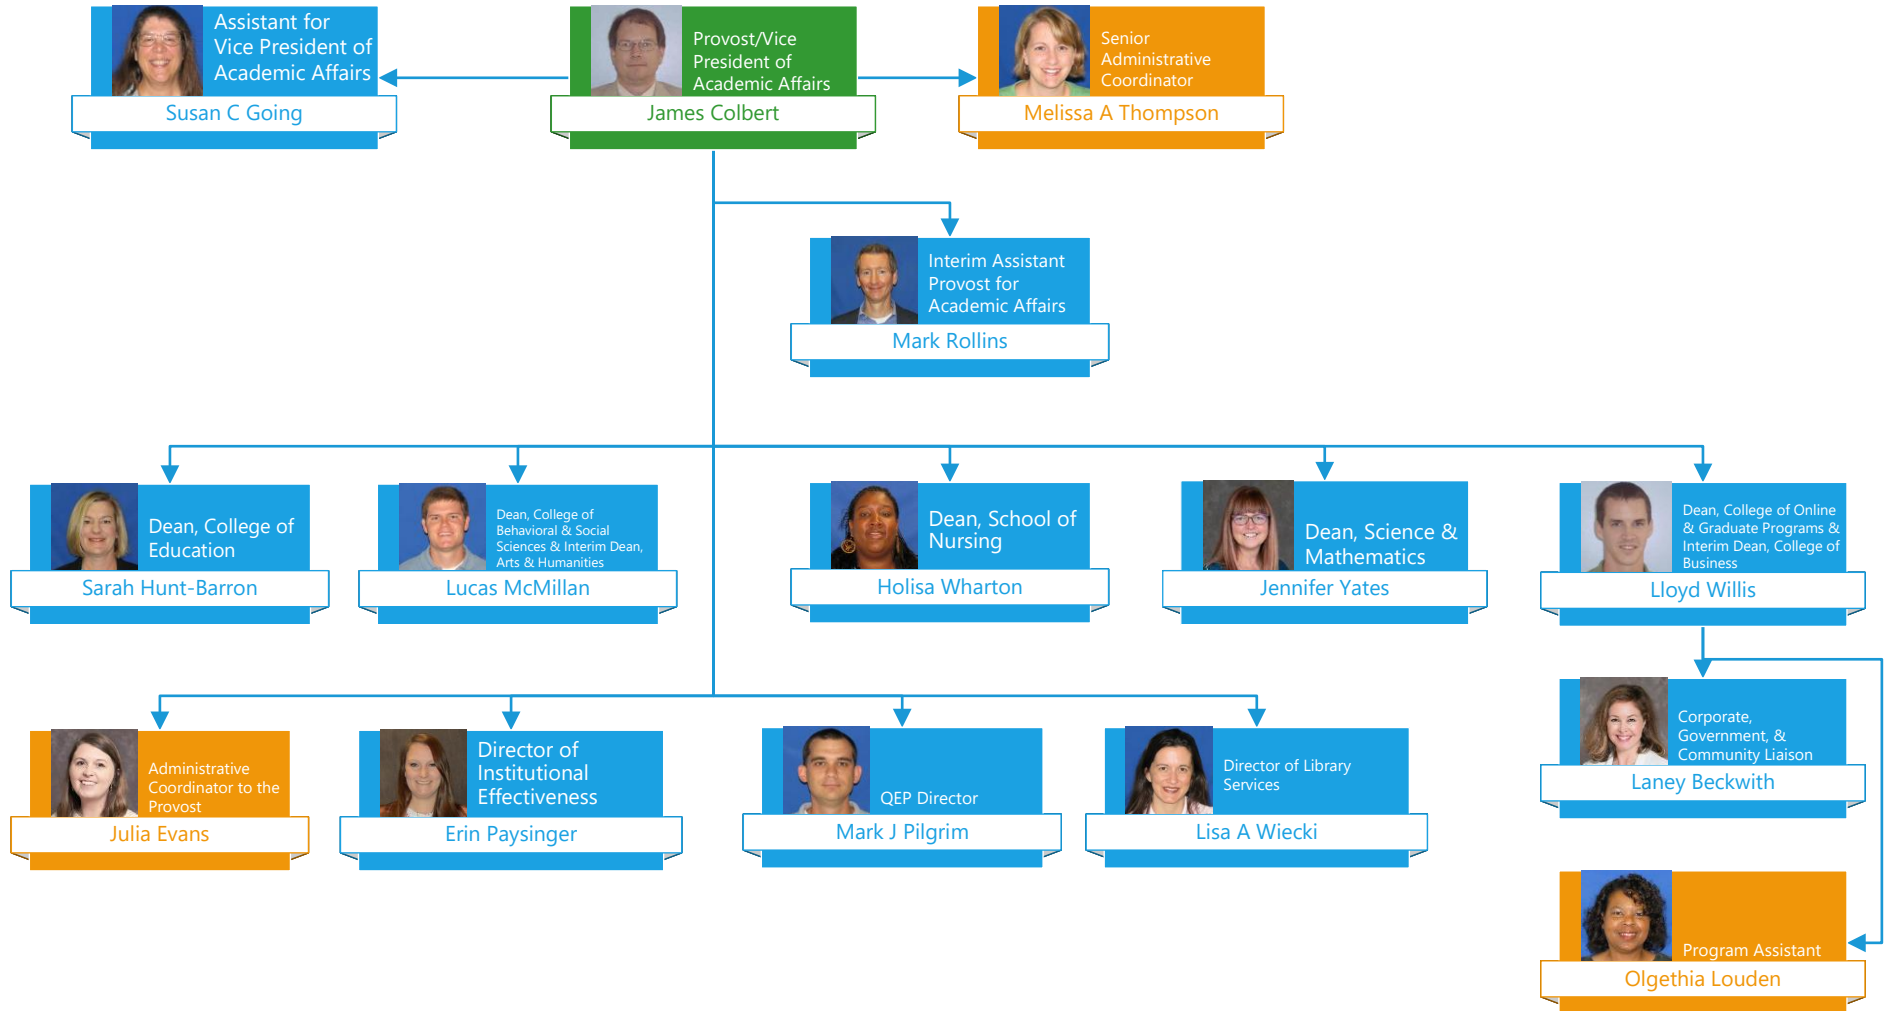 Assistant for
Vice President of
Academic Affairs
Susan C Going
Provost/Vice
President of
Academic Affairs
James Colbert
Senior
Administrative
Coordinator
Melissa A Thompson
Interim Assistant
Provost for
Academic Affairs
Mark Rollins
Dean, College of
Education
Sarah Hunt-Barron
Dean, College of
Behavioral & Social
Sciences & Interim Dean,
Arts & Humanities
Lucas McMillan
Dean, School of
Nursing
Holisa Wharton
Dean, Science &
Mathematics
Jennifer Yates
Dean, College of Online
& Graduate Programs &
Interim Dean, College of
Business
Lloyd Willis
Administrative
Coordinator to the
Provost
Julia Evans
Director of
Institutional
Effectiveness
Erin Paysinger
QEP Director
Mark J Pilgrim
Director of Library
Services
Lisa A Wiecki
Corporate,
Government, &
Community Liaison
Laney Beckwith
Program Assistant
Olgethia Louden